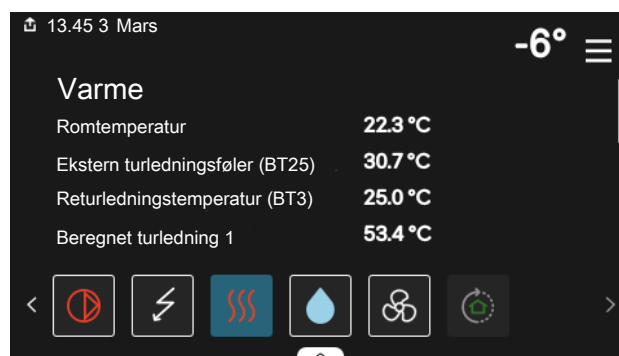 13.45 3 Mars
-6°
Varme
Romtemperatur 22.3 °C
Ekstern turledningsføler (BT25) 30.7 °C
Returledningstemperatur (BT3) 25.0 °C
Beregnet turledning 1 53.4 °C